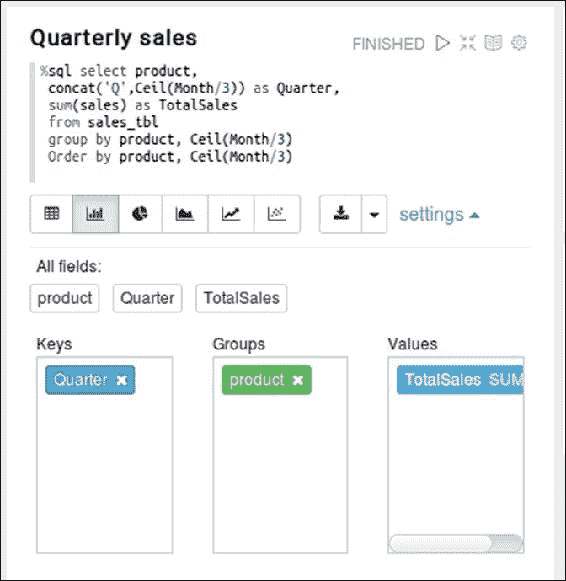 Quarterly sales
FINISHED
%sql select product,
concat('Q',Ceil(Month/3)) as Quarter,
sum(sales) as TotalSales
from sales_tbl
group by product, Ceil(Month/3)
Order by product, Ceil(Month/3)
settings
All fields:
product Quarter TotalSales
Keys Groups Values
Quarter product TotalSales SUM